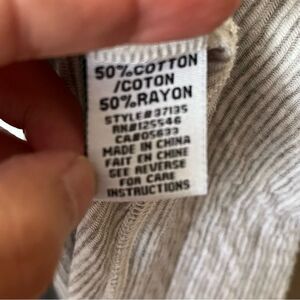 50%COTTON
/COTON
50%RAYON
STYLE#37135
RN#125546
CA#05633
MADE IN CHINA
FAIT EN CHINE
SEE REVERSE
FOR CARE
INSTRUCTIONS